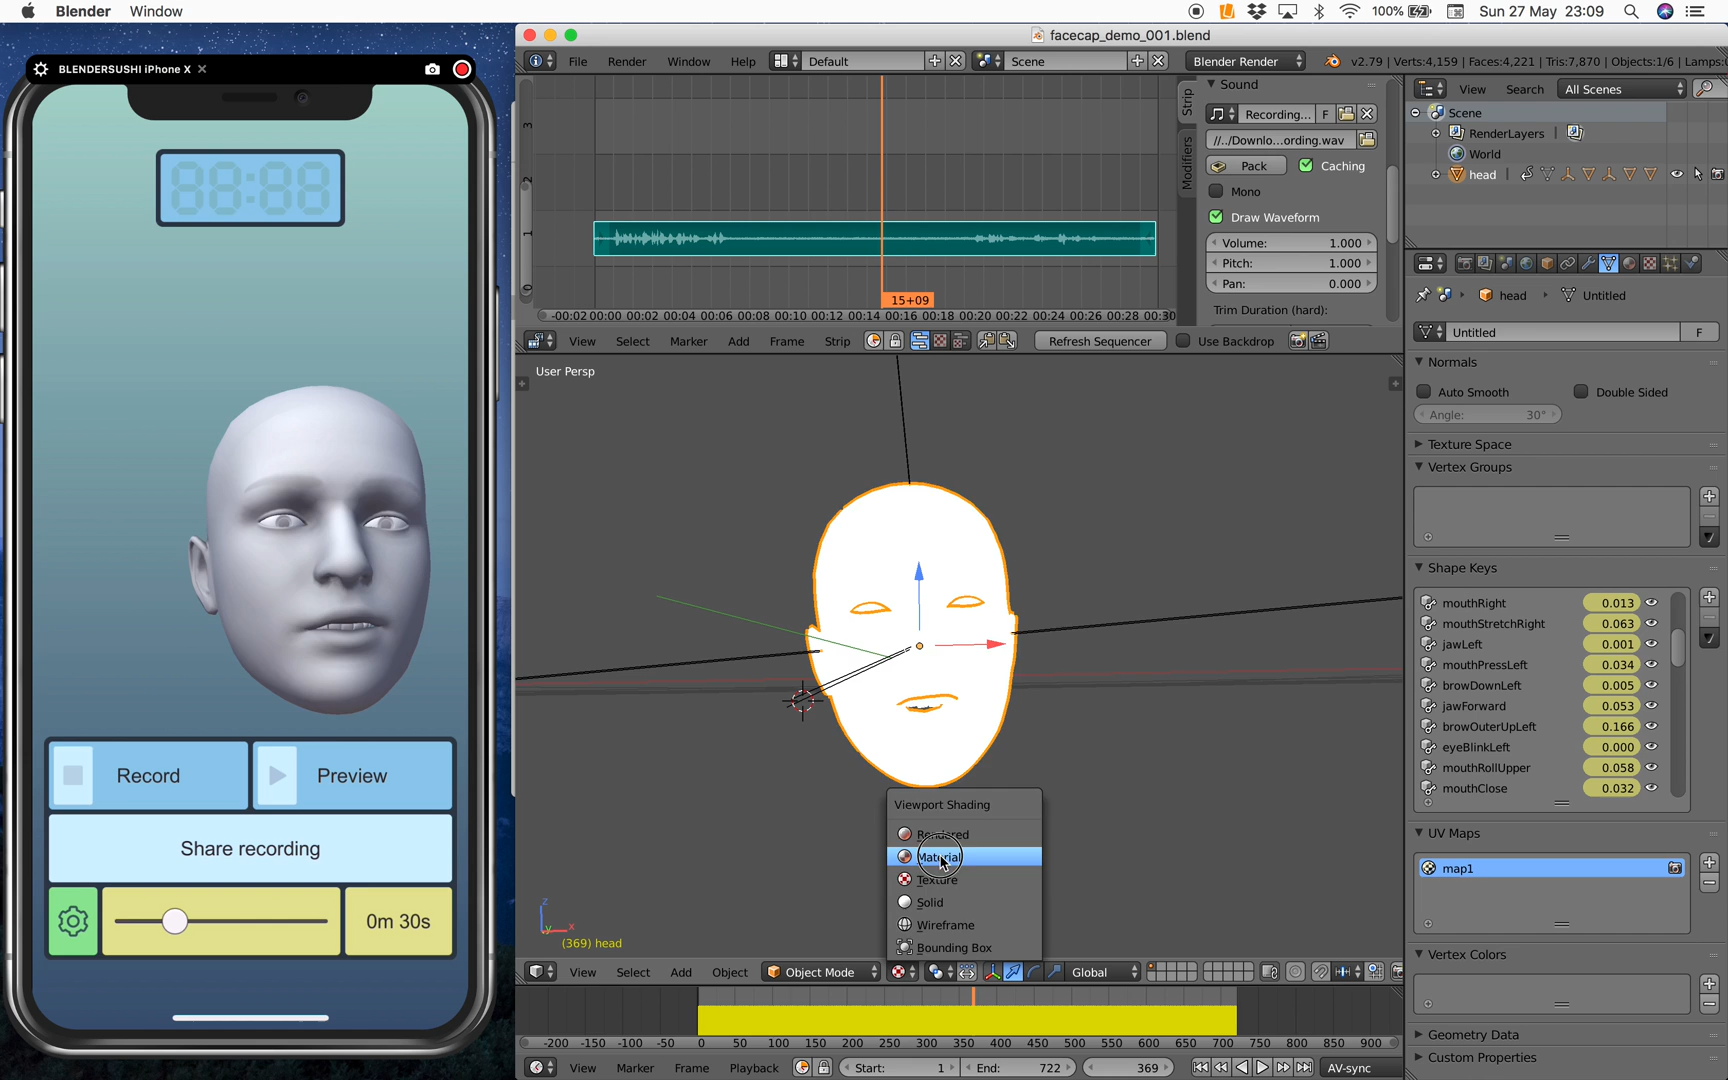 Blender Window
100% Sun 27 May 23:09
BLENDERSUSHI iPhone X
88:88
Record
Preview
Share recording
0m 30s
facecap_demo_001.blend
File Render Window Help Default Scene Blender Render v2.79 | Verts:4,159 | Faces:4,221 | Tris:7,870 | Objects:1/6 | Lamps:
3
2
1
0
15+09
-00:02 00:00 00:02 00:04 00:06 00:08 00:10 00:12 00:14 00:16 00:18 00:20 00:22 00:24 00:26 00:28 00:30
Strip
Modifiers
Sound
Recording... F
//../Downlo...ording.wav
Pack Caching
Mono
Draw Waveform
Volume: 1.000
Pitch: 1.000
Pan: 0.000
Trim Duration (hard):
View Select Marker Add Frame Strip Refresh Sequencer Use Backdrop
User Persp
Viewport Shading
Rendered
Material
Texture
Solid
Wireframe
Bounding Box
z
x
y
(369) head
View Select Add Object Object Mode Global
-200 -150 -100 -50 0 50 100 150 200 250 300 350 400 450 500 550 600 650 700 750 800 850 900
View Marker Frame Playback Start: 1 End: 722 369 AV-sync
View Search All Scenes
Scene
RenderLayers
World
head
head Untitled
Untitled F
Normals
Auto Smooth Double Sided
Angle: 30°
Texture Space
Vertex Groups
Shape Keys
mouthRight 0.013
mouthStretchRight 0.063
jawLeft 0.001
mouthPressLeft 0.034
browDownLeft 0.005
jawForward 0.053
browOuterUpLeft 0.166
eyeBlinkLeft 0.000
mouthRollUpper 0.058
mouthClose 0.032
UV Maps
map1
Vertex Colors
Geometry Data
Custom Properties